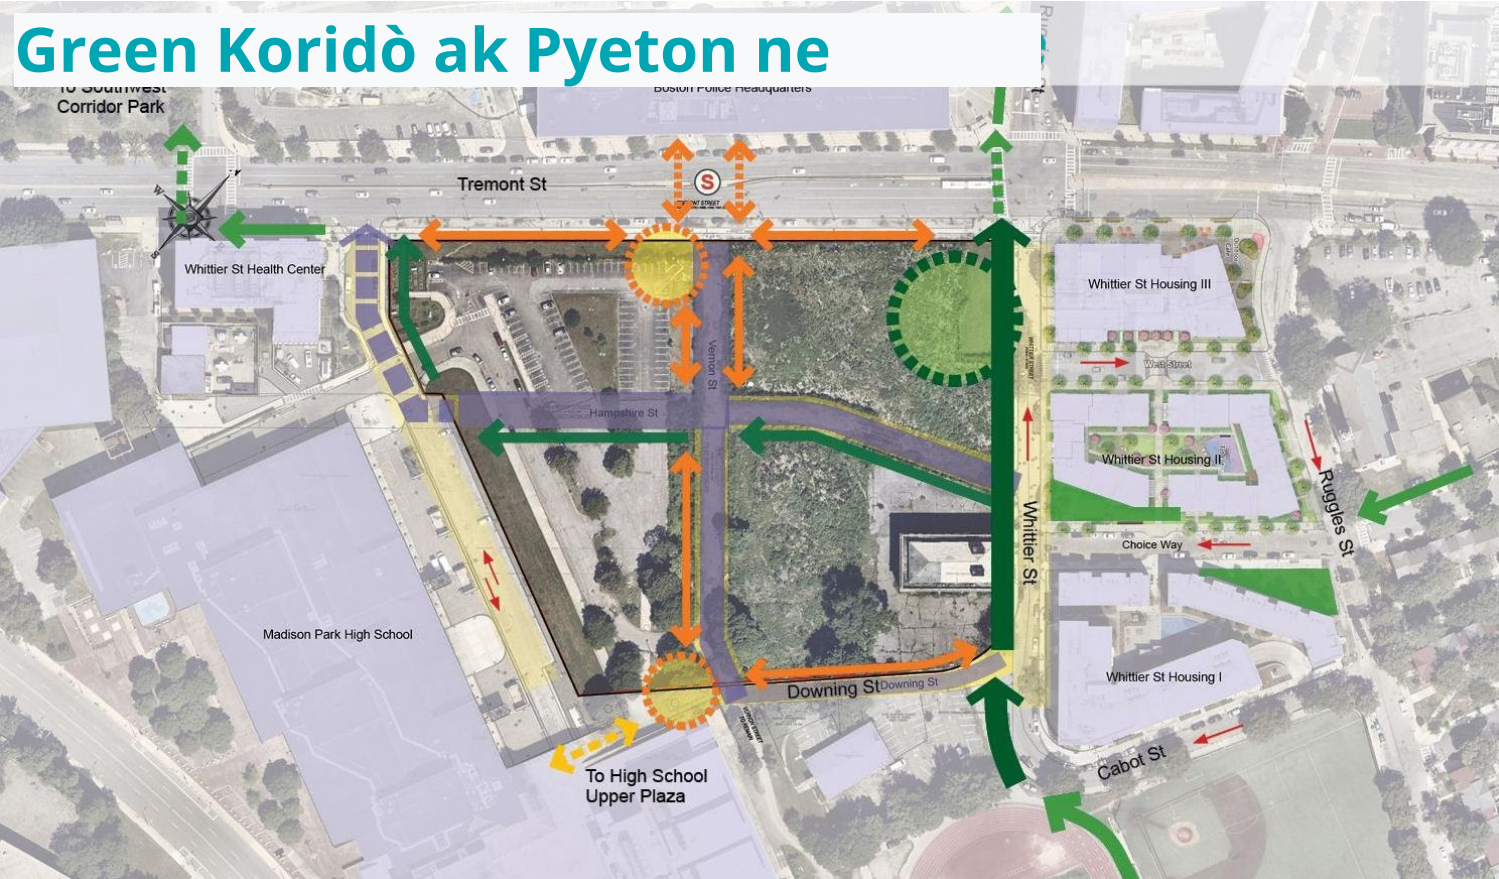 Green Koridò ak Pyeton ne
To Southwest
Corridor Park
Boston Police Headquarters
Tremont St
S
W
S
Whittier St Health Center
Whittier St Housing III
Vernon St
West Street
Hampshire St
Whittier St Housing II
Ruggles St
Whittier St
Choice Way
Madison Park High School
Whittier St Housing I
Downing St
Downing St
Cabot St
To High School
Upper Plaza